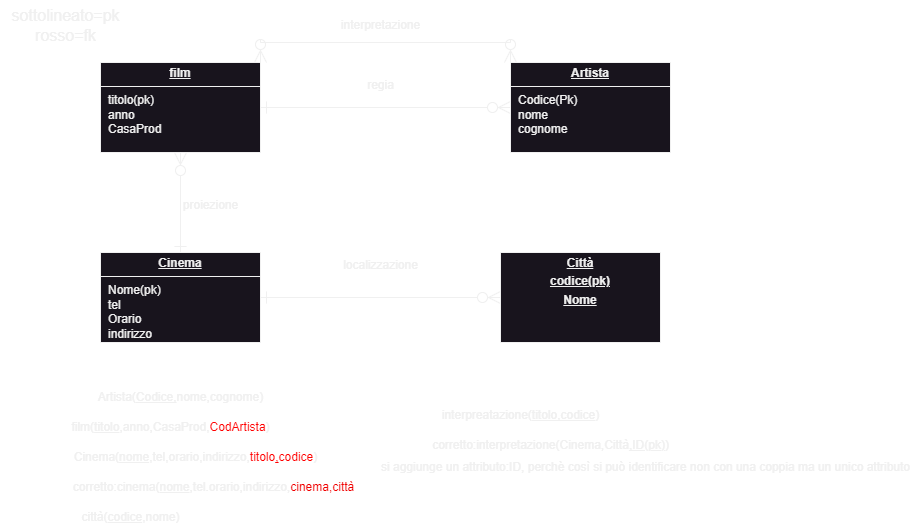 sottolineato=pk
rosso=fk
interpretazione
film
titolo(pk)
anno
CasaProd
regia
Artista
Codice(Pk)
nome
cognome
proiezione
Cinema
Nome(pk)
tel
Orario
indirizzo
localizzazione
Città
codice(pk)
Nome
Artista(Codice,nome,cognome)
film(titolo,anno,CasaProd,CodArtista)
Cinema(nome,tel,orario,indirizzo,titolo,codice)
corretto:cinema(nome,tel,orario,indirizzo,cinema,città
città(codice,nome)
interpreatazione(titolo,codice)
corretto:interpretazione(Cinema,Città,ID(pk))
si aggiunge un attributo:ID, perchè così si può identificare non con una coppia ma un unico attributo